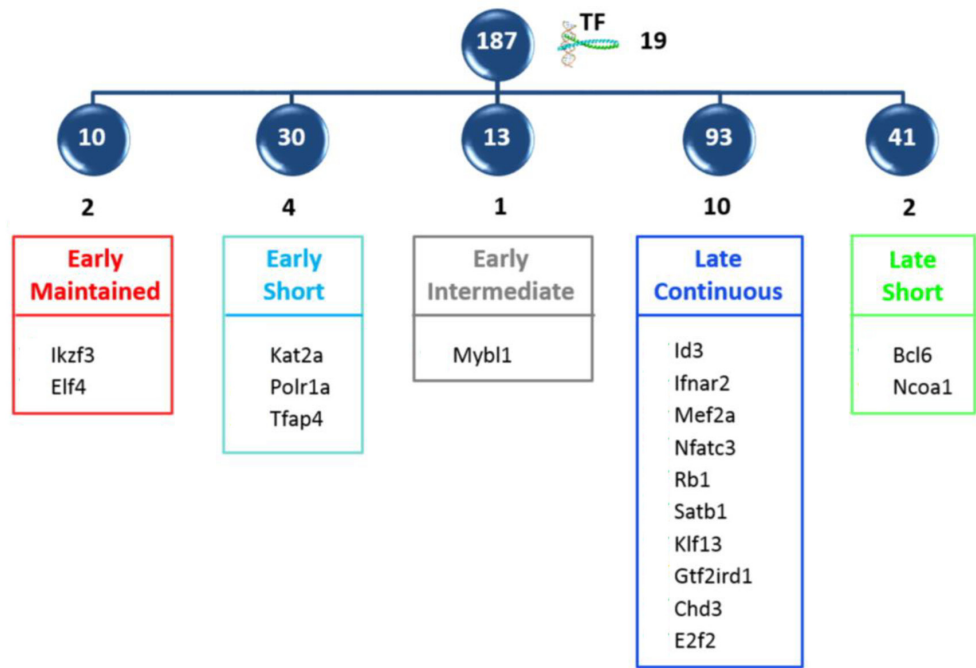 187
TF
19
10
30
13
93
41
2
4
1
10
2
Early
Maintained
Ikzf3
Elf4
Early
Short
Kat2a
Polr1a
Tfap4
Early
Intermediate
Mybl1
Late
Continuous
Id3
Ifnar2
Mef2a
Nfatc3
Rb1
Satb1
Klf13
Gtf2ird1
Chd3
E2f2
Late
Short
Bcl6
Ncoa1